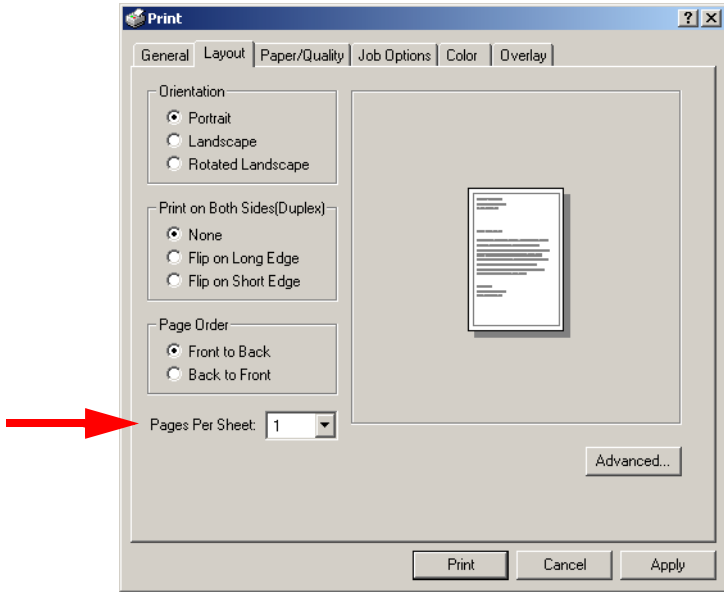 Print
General Layout Paper/Quality Job Options Color Overlay
Orientation
Portrait
Landscape
Rotated Landscape
Print on Both Sides(Duplex)
None
Flip on Long Edge
Flip on Short Edge
Page Order
Front to Back
Back to Front
Pages Per Sheet: 1
Advanced...
Print Cancel Apply